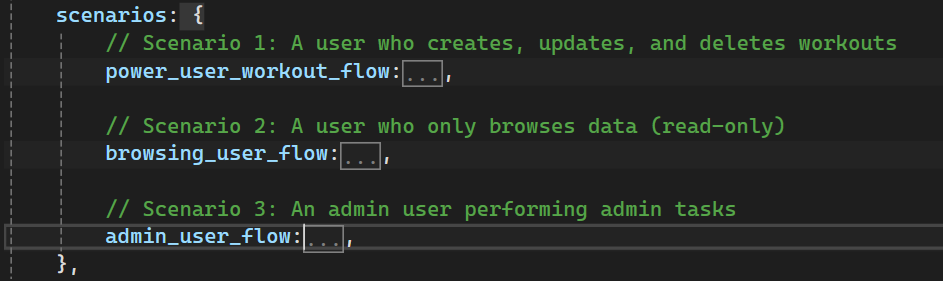 scenarios: {
// Scenario 1: A user who creates, updates, and deletes workouts
power_user_workout_flow:...,
// Scenario 2: A user who only browses data (read-only)
browsing_user_flow:...,
// Scenario 3: An admin user performing admin tasks
admin_user_flow:...,
},